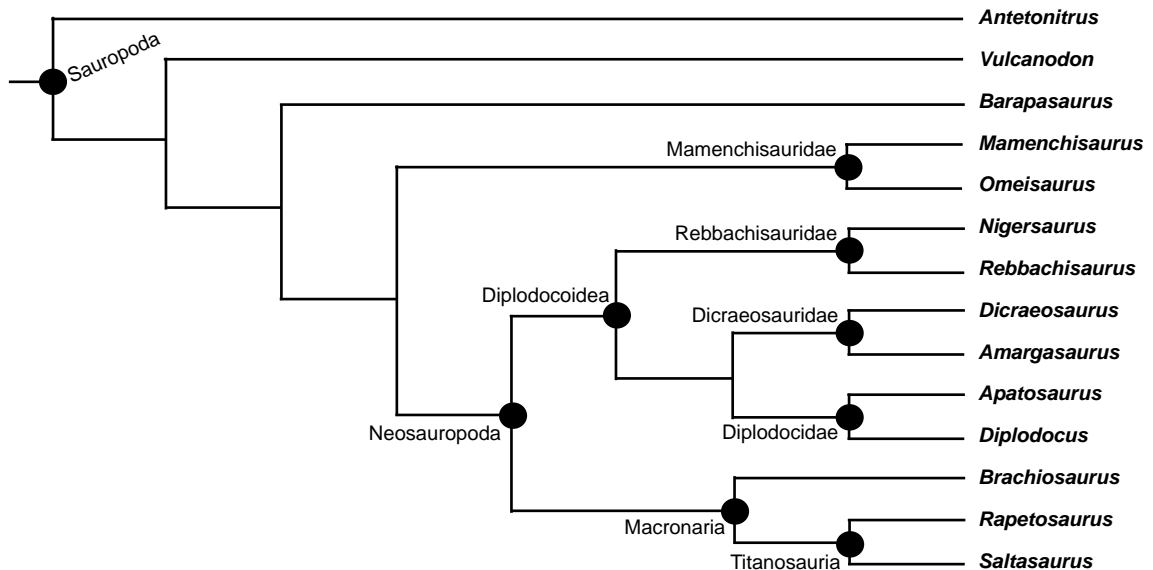 Antetonitrus
Sauropoda
Vulcanodon
Barapasaurus
Mamenchisauridae
Mamenchisaurus
Omeisaurus
Rebbachisauridae
Nigersaurus
Rebbachisaurus
Diplodocoidea
Dicraeosauridae
Dicraeosaurus
Amargasaurus
Apatosaurus
Neosauropoda
Diplodocidae
Diplodocus
Brachiosaurus
Macronaria
Rapetosaurus
Titanosauria
Saltasaurus